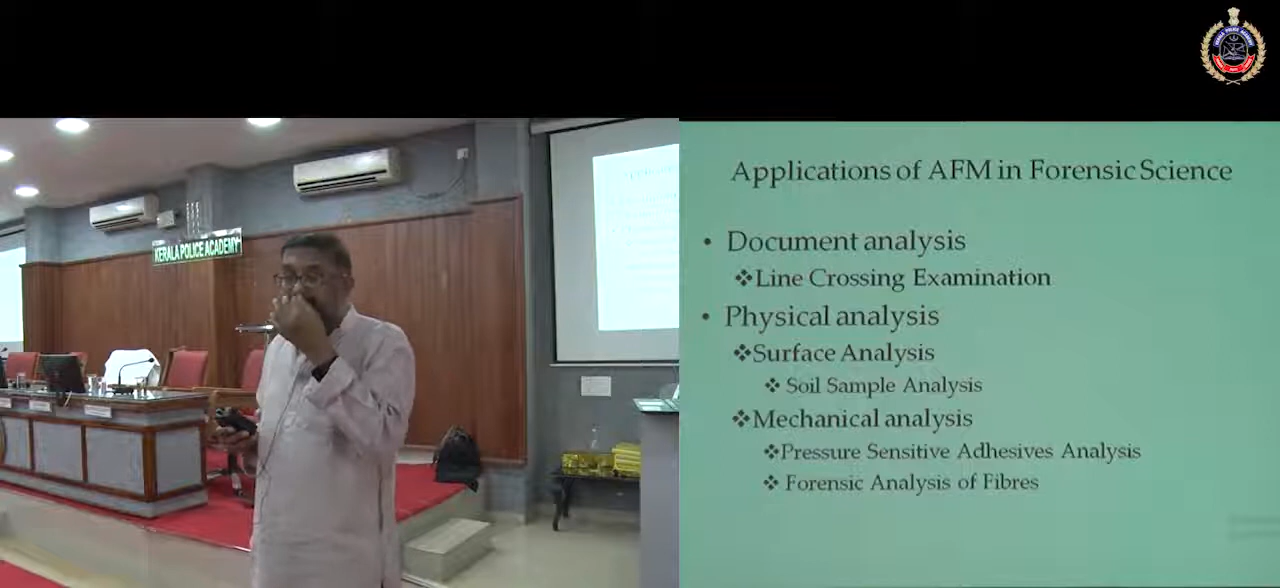 KERALA POLICE ACADEMY
Applications of AFM in Forensic Science
• Document analysis
❖Line Crossing Examination
• Physical analysis
❖Surface Analysis
❖ Soil Sample Analysis
❖Mechanical analysis
❖Pressure Sensitive Adhesives Analysis
❖ Forensic Analysis of Fibres